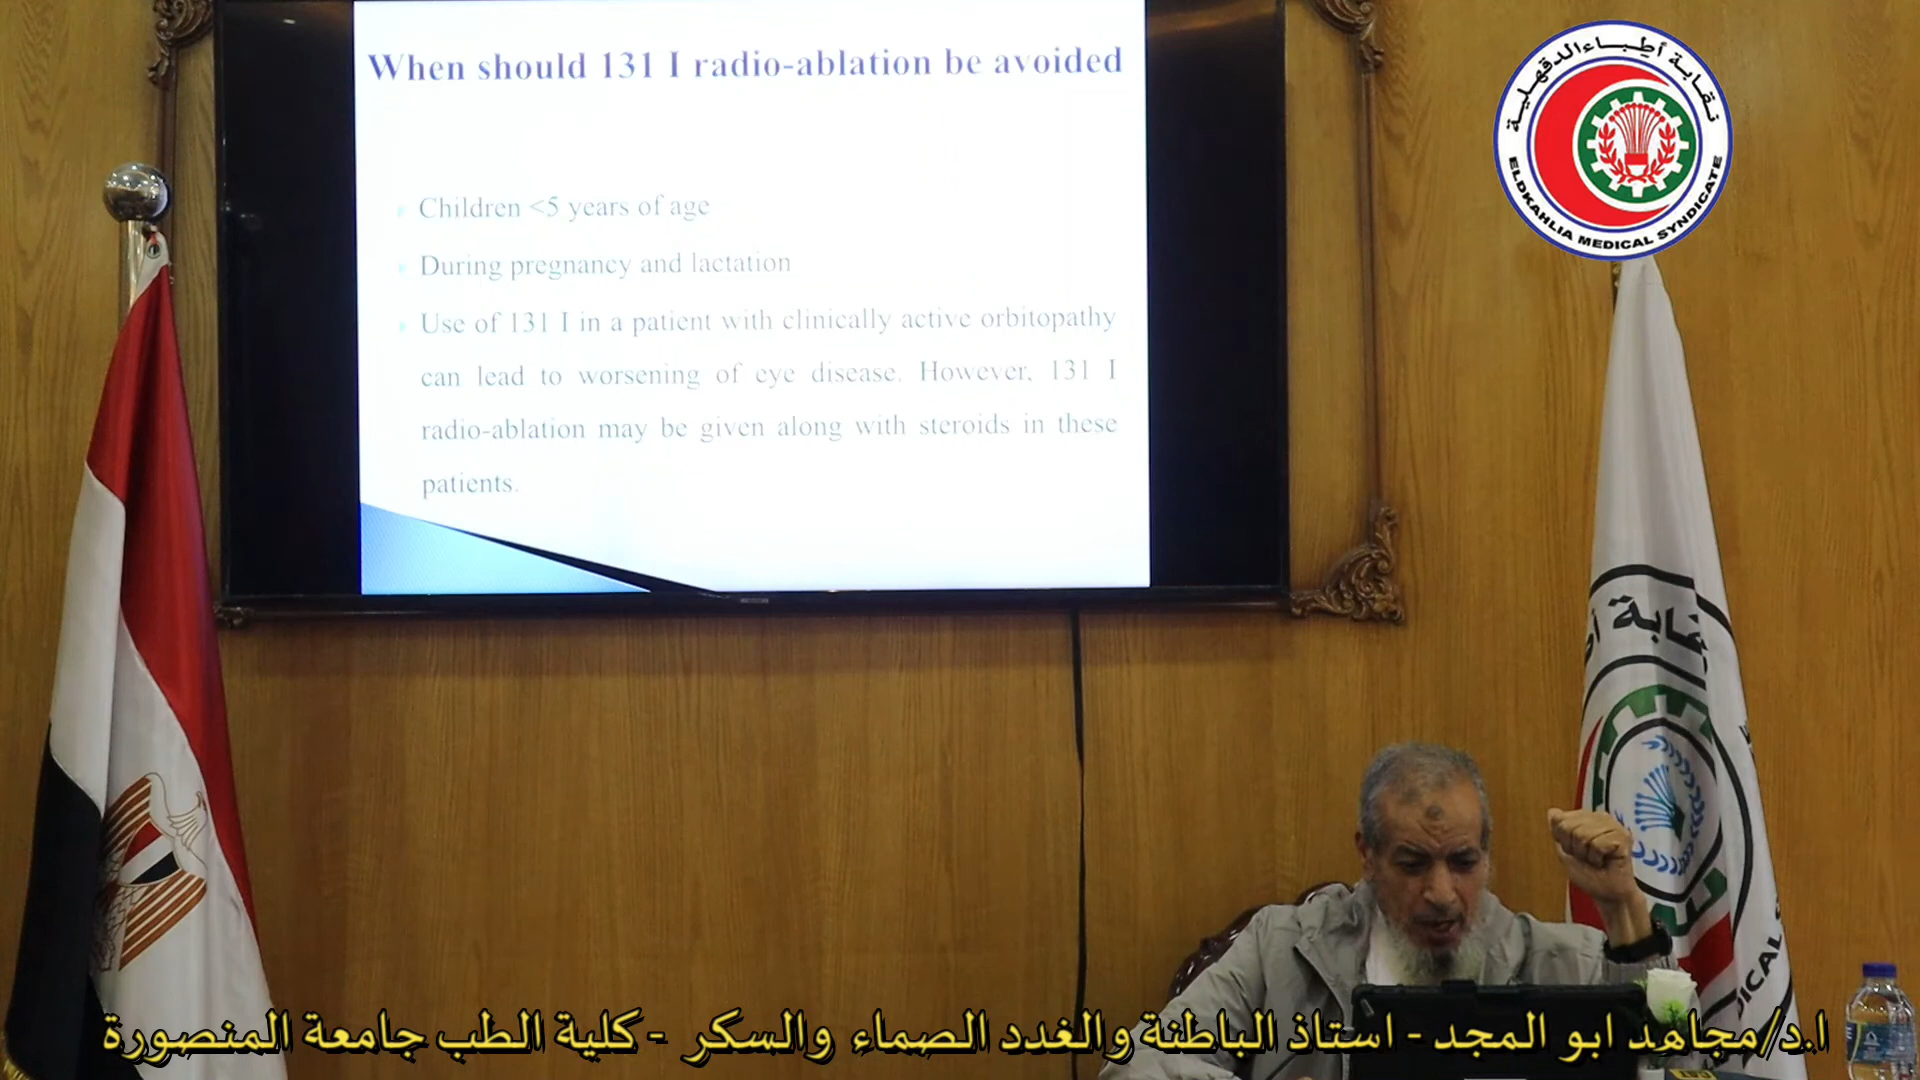 When should 131 I radio-ablation be avoided
Children <5 years of age
During pregnancy and lactation
Use of 131 I in a patient with clinically active orbitopathy
can lead to worsening of eye disease. However, 131 I
radio-ablation may be given along with steroids in these
patients.
نقابة أطباء الدقهلية
ELDKAHLIA MEDICAL SYNDICATE
ا.د/مجاهد ابو المجد - استاذ الباطنة والغدد الصماء والسكر - كلية الطب جامعة المنصورة